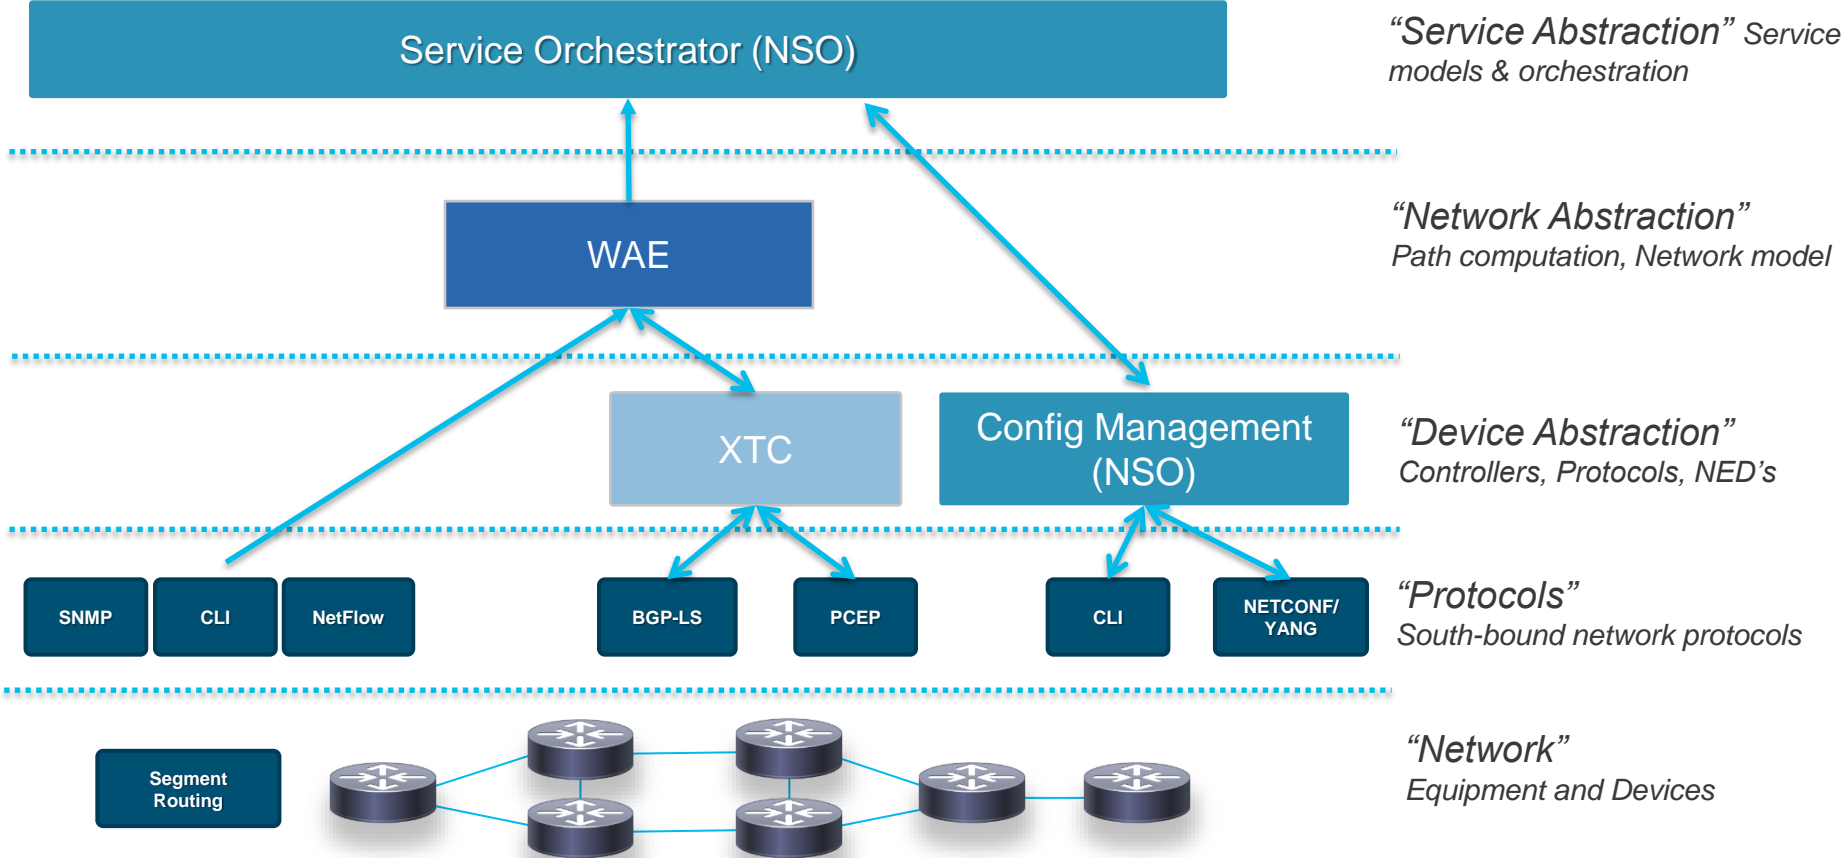 Service Orchestrator (NSO)
“Service Abstraction” Service
models & orchestration
WAE
“Network Abstraction”
Path computation, Network model
XTC
Config Management
(NSO)
“Device Abstraction”
Controllers, Protocols, NED’s
SNMP
CLI
NetFlow
BGP-LS
PCEP
CLI
NETCONF/
YANG
“Protocols”
South-bound network protocols
Segment
Routing
“Network”
Equipment and Devices